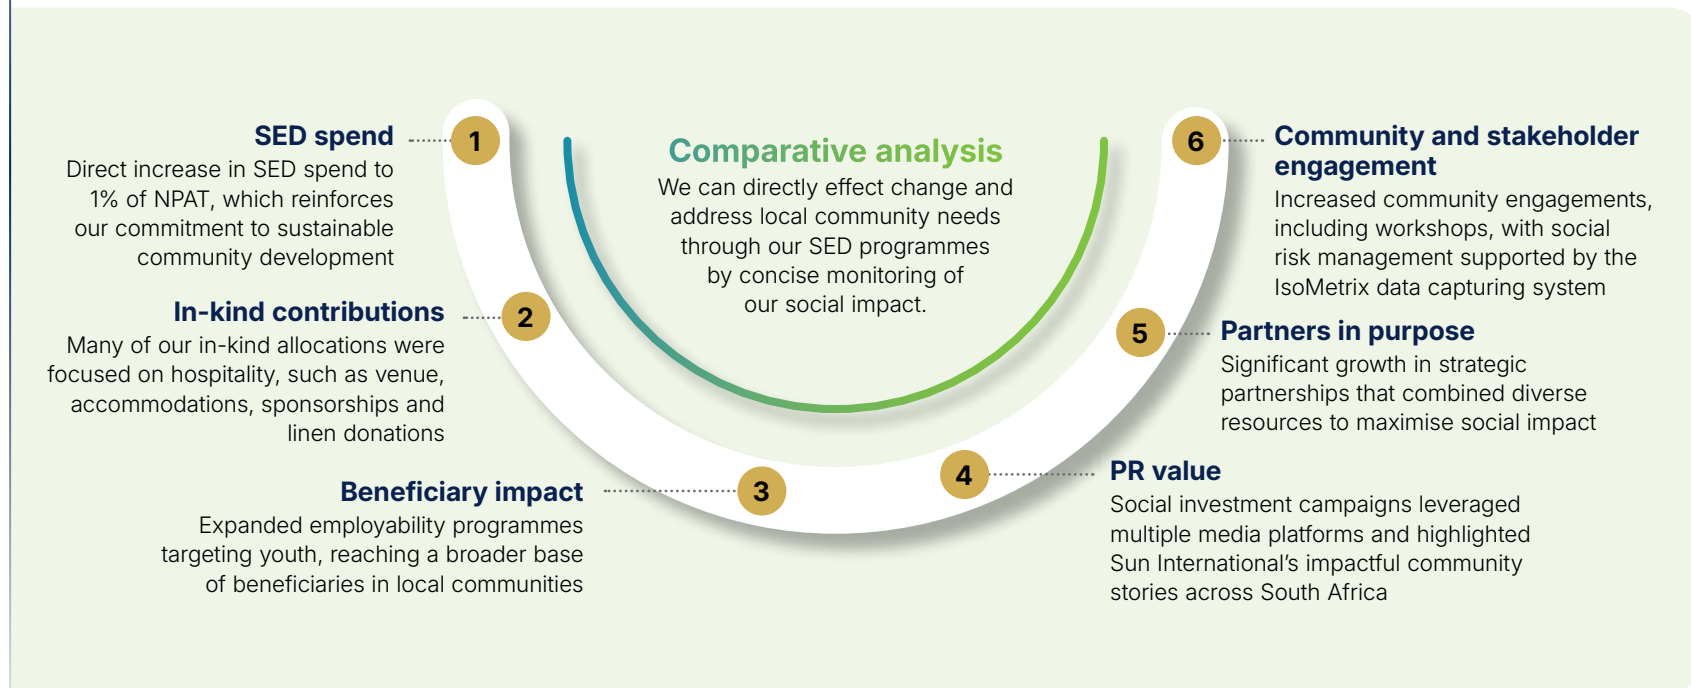 Comparative analysis
We can directly effect change and
address local community needs
through our SED programmes
by concise monitoring of
our social impact.
1
SED spend
Direct increase in SED spend to
1% of NPAT, which reinforces
our commitment to sustainable
community development
2
In-kind contributions
Many of our in-kind allocations were
focused on hospitality, such as venue,
accommodations, sponsorships and
linen donations
3
Beneficiary impact
Expanded employability programmes
targeting youth, reaching a broader base
of beneficiaries in local communities
4
PR value
Social investment campaigns leveraged
multiple media platforms and highlighted
Sun International’s impactful community
stories across South Africa
5
Partners in purpose
Significant growth in strategic
partnerships that combined diverse
resources to maximise social impact
6
Community and stakeholder
engagement
Increased community engagements,
including workshops, with social
risk management supported by the
IsoMetrix data capturing system